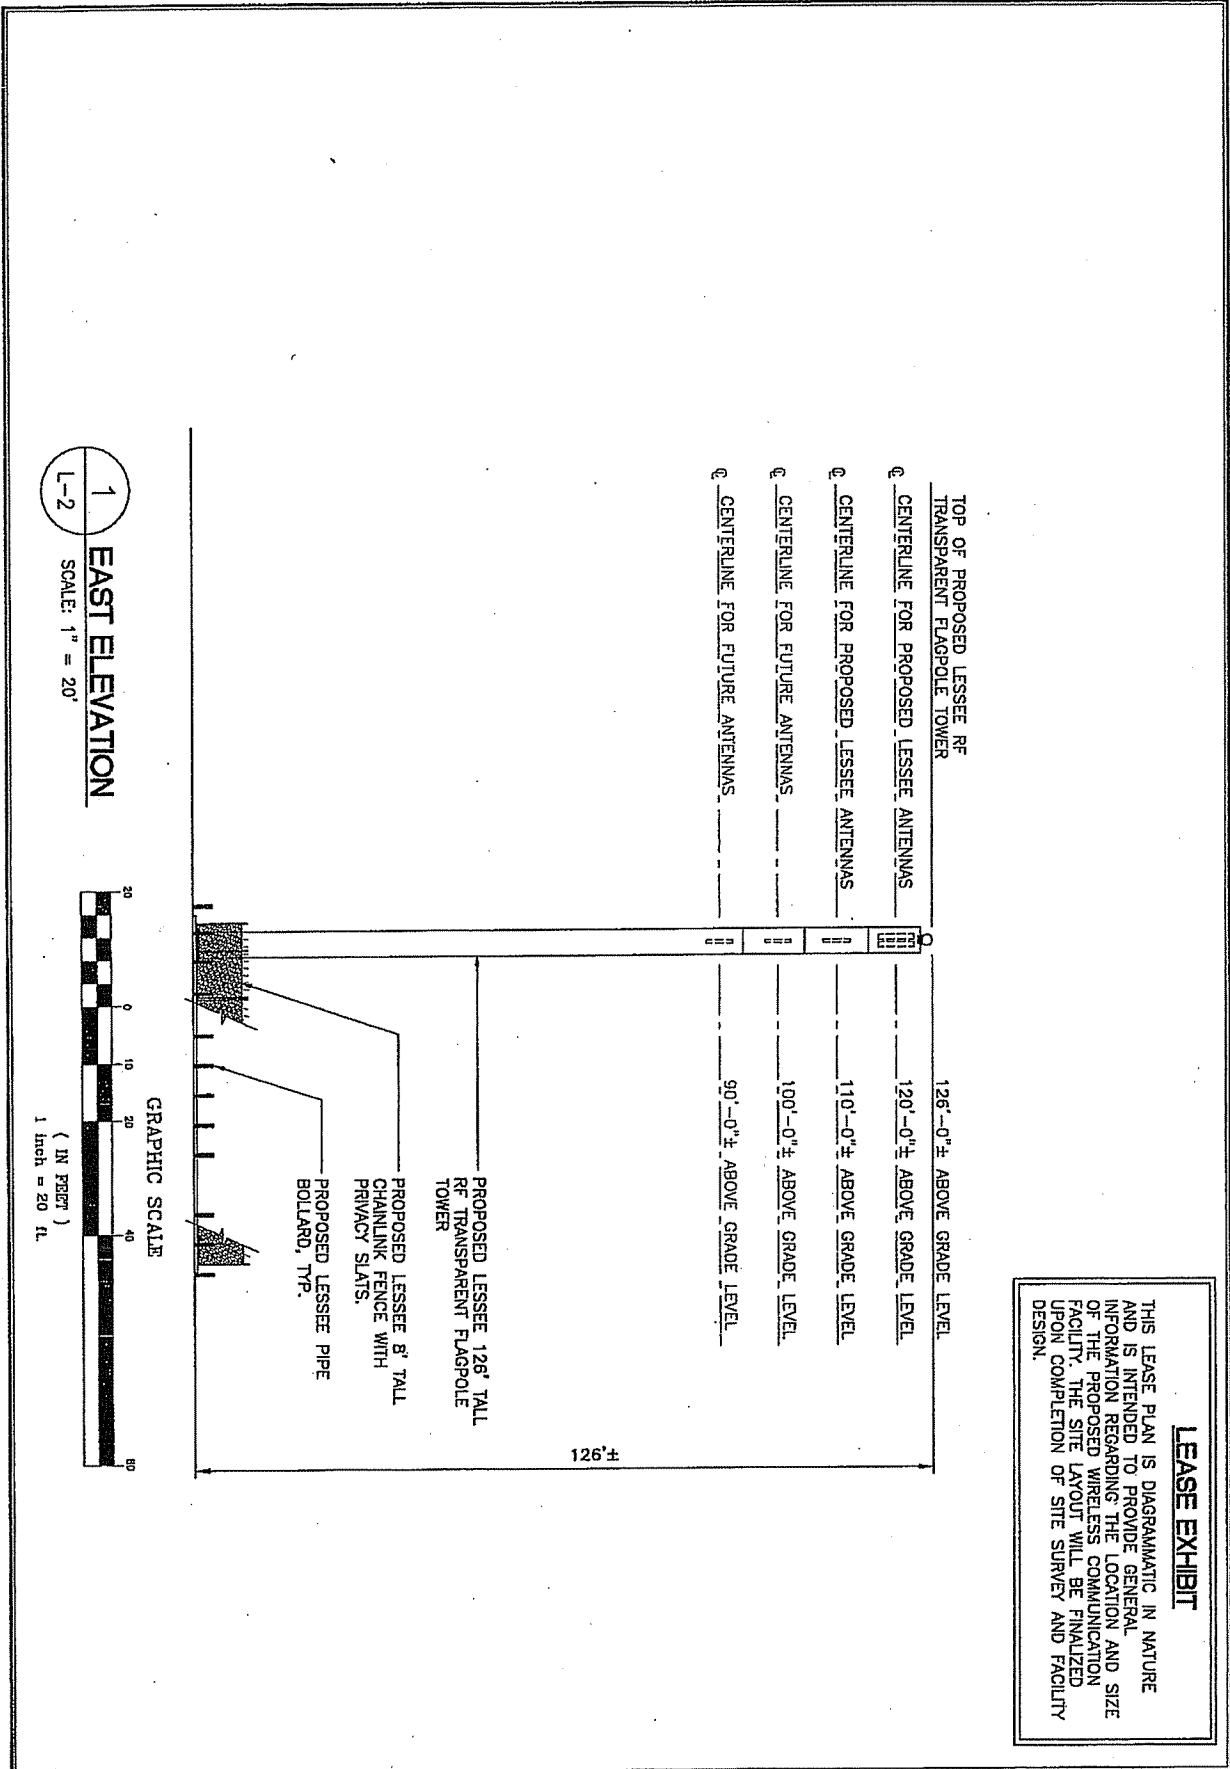 LEASE EXHIBIT
THIS LEASE PLAN IS DIAGRAMMATIC IN NATURE
AND IS INTENDED TO PROVIDE GENERAL
INFORMATION REGARDING THE LOCATION AND SIZE
OF THE PROPOSED WIRELESS COMMUNICATION
FACILITY. THE SITE LAYOUT WILL BE FINALIZED
UPON COMPLETION OF SITE SURVEY AND FACILITY
DESIGN.
TOP OF PROPOSED LESSEE RF
TRANSPARENT FLAGPOLE TOWER
126'-0"± ABOVE GRADE LEVEL
℄ CENTERLINE FOR PROPOSED LESSEE ANTENNAS
120'-0"± ABOVE GRADE LEVEL
℄ CENTERLINE FOR PROPOSED LESSEE ANTENNAS
110'-0"± ABOVE GRADE LEVEL
℄ CENTERLINE FOR FUTURE ANTENNAS
100'-0"± ABOVE GRADE LEVEL
℄ CENTERLINE FOR FUTURE ANTENNAS
90'-0"± ABOVE GRADE LEVEL
126'±
PROPOSED LESSEE 126' TALL
RF TRANSPARENT FLAGPOLE
TOWER
PROPOSED LESSEE 8' TALL
CHAINLINK FENCE WITH
PRIVACY SLATS.
PROPOSED LESSEE PIPE
BOLLARD, TYP.
1
L-2
EAST ELEVATION
SCALE: 1" = 20'
GRAPHIC SCALE
20 0 10 20 40 80
( IN FEET )
1 inch = 20 ft.